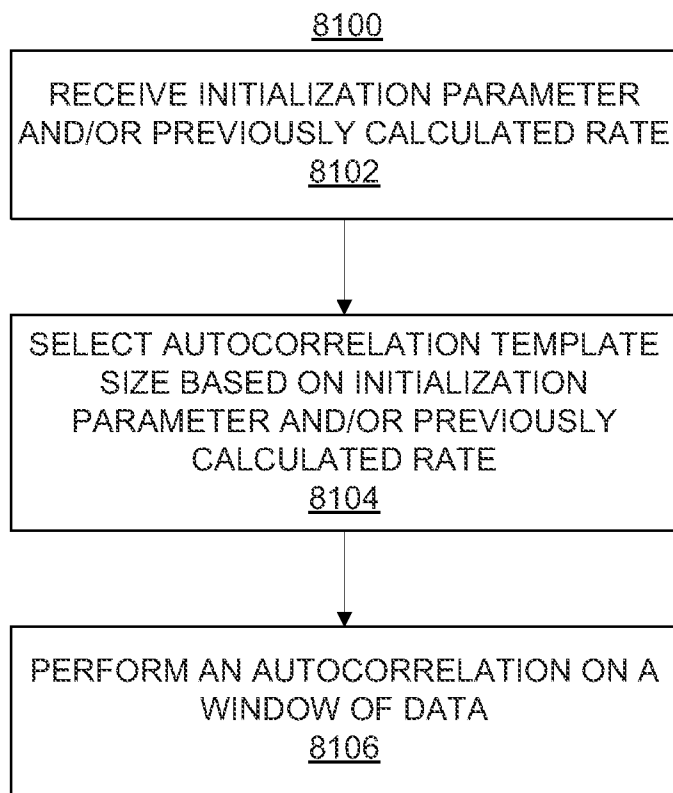 8100
RECEIVE INITIALIZATION PARAMETER
AND/OR PREVIOUSLY CALCULATED RATE
8102
SELECT AUTOCORRELATION TEMPLATE
SIZE BASED ON INITIALIZATION
PARAMETER AND/OR PREVIOUSLY
CALCULATED RATE
8104
PERFORM AN AUTOCORRELATION ON A
WINDOW OF DATA
8106